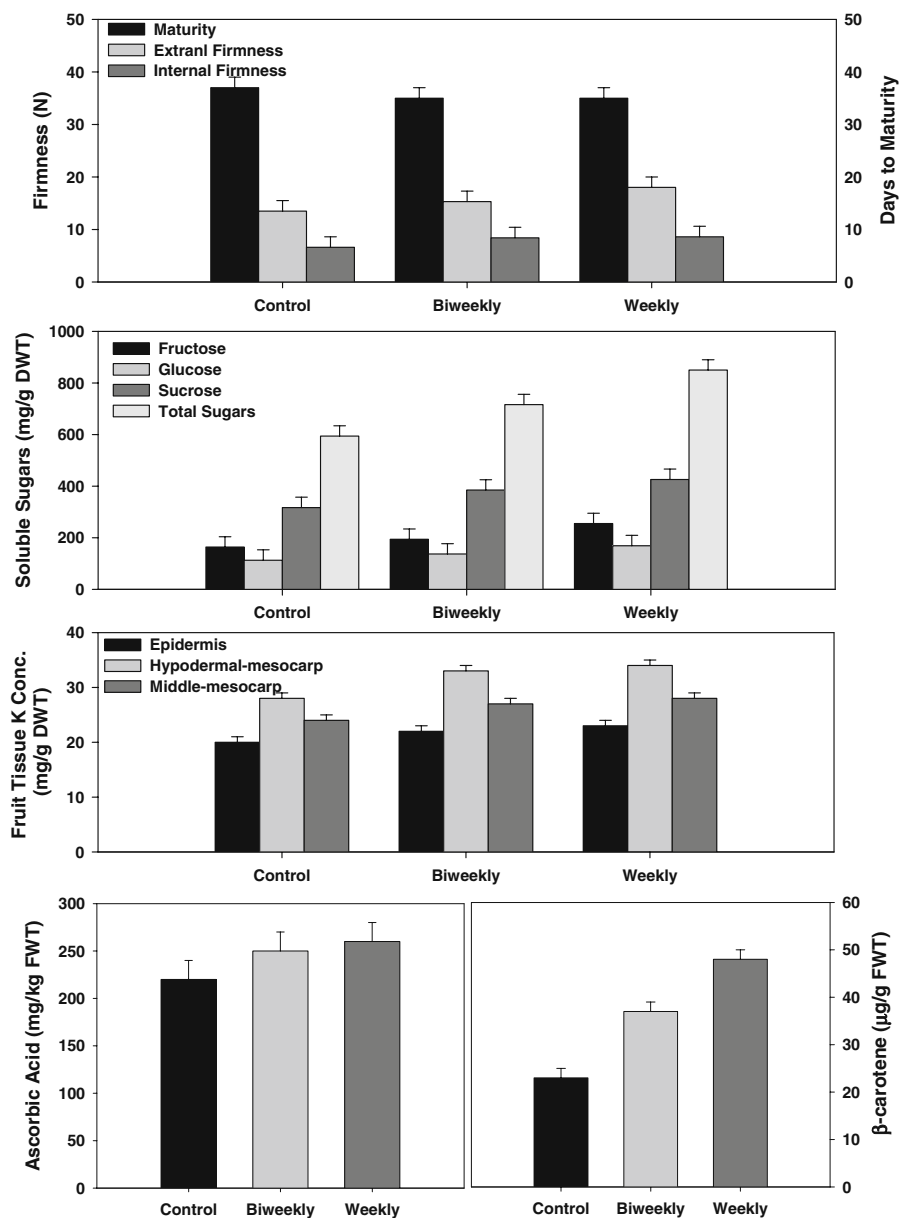 50
40
30
20
10
0
Firmness (N)
Maturity
Extranl Firmness
Internal Firmness
50
40
30
20
10
0
Days to Maturity
Control
Biweekly
Weekly
1000
800
600
400
200
0
Soluble Sugars (mg/g DWT)
Fructose
Glucose
Sucrose
Total Sugars
Control
Biweekly
Weekly
40
30
20
10
0
Fruit Tissue K Conc.
(mg/g DWT)
Epidermis
Hypodermal-mesocarp
Middle-mesocarp
Control
Biweekly
Weekly
300
250
200
150
100
50
0
Ascorbic Acid (mg/kg FWT)
Control
Biweekly
Weekly
60
50
40
30
20
10
0
β-carotene (μg/g FWT)
Control
Biweekly
Weekly